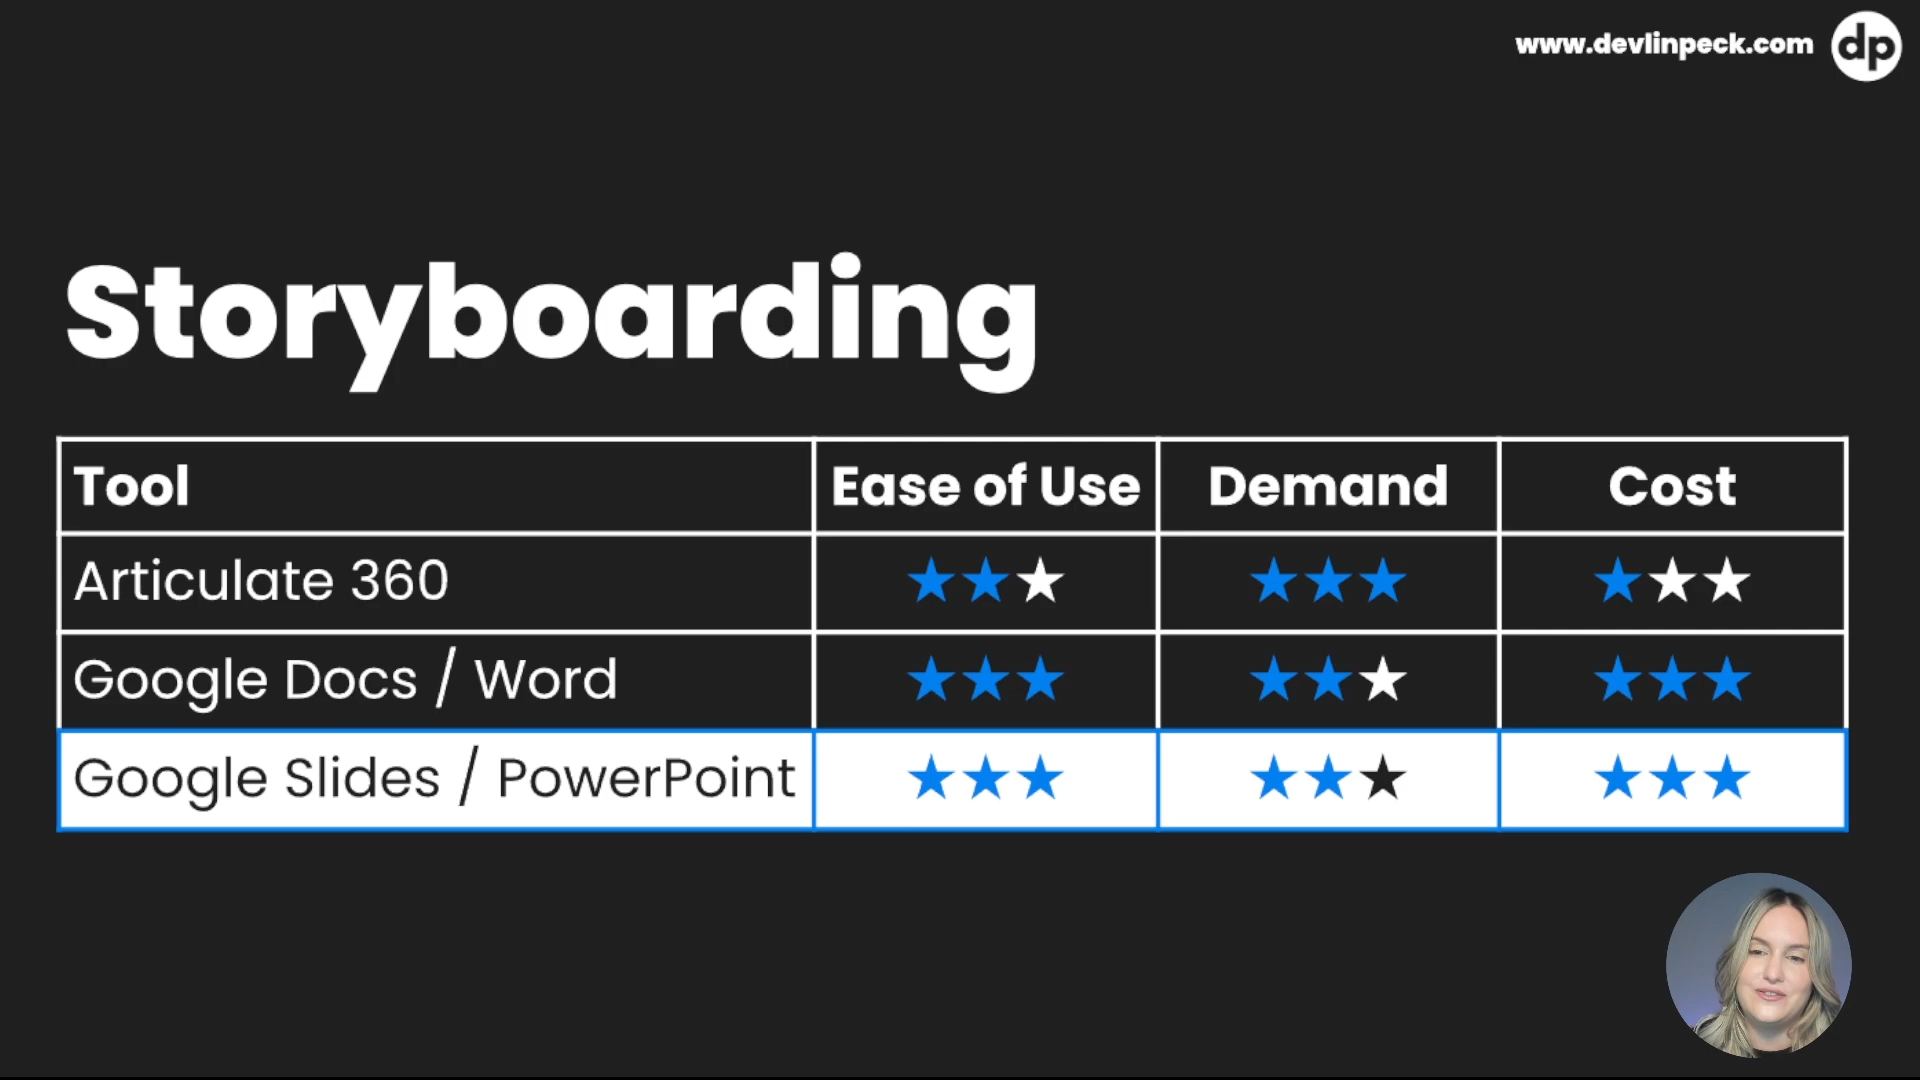 www.devlinpeck.com dp
Storyboarding
Tool Ease of Use Demand Cost
Articulate 360 ★★★ ★★★ ★★★
Google Docs / Word ★★★ ★★★ ★★★
Google Slides / PowerPoint ★★★ ★★★ ★★★